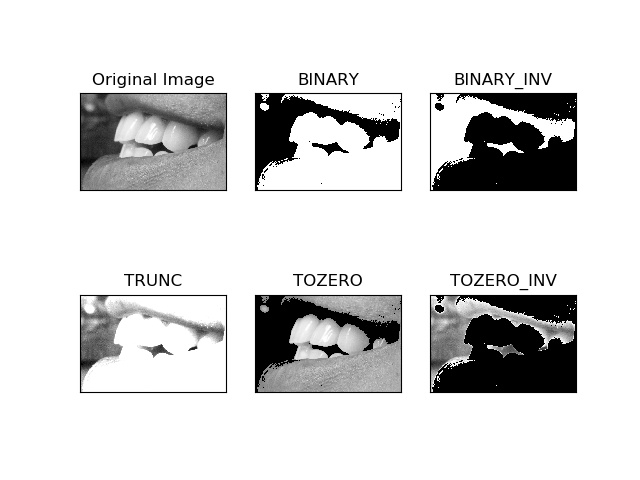 Original Image
BINARY
BINARY_INV
TRUNC
TOZERO
TOZERO_INV